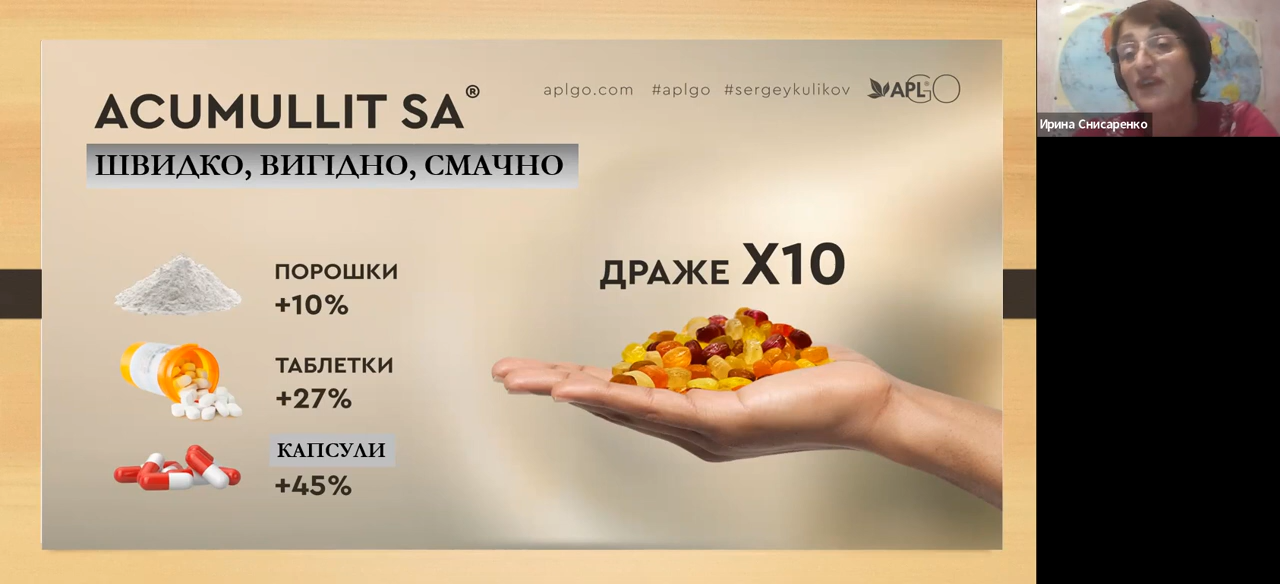 ACUMULLIT SA®
aplgo.com #aplgo #sergeykulikov APLGO
ШВИДКО, ВИГІДНО, СМАЧНО
ПОРОШКИ
+10%
ТАБЛЕТКИ
+27%
КАПСУЛИ
+45%
ДРАЖЕ X10
Ирина Снисаренко